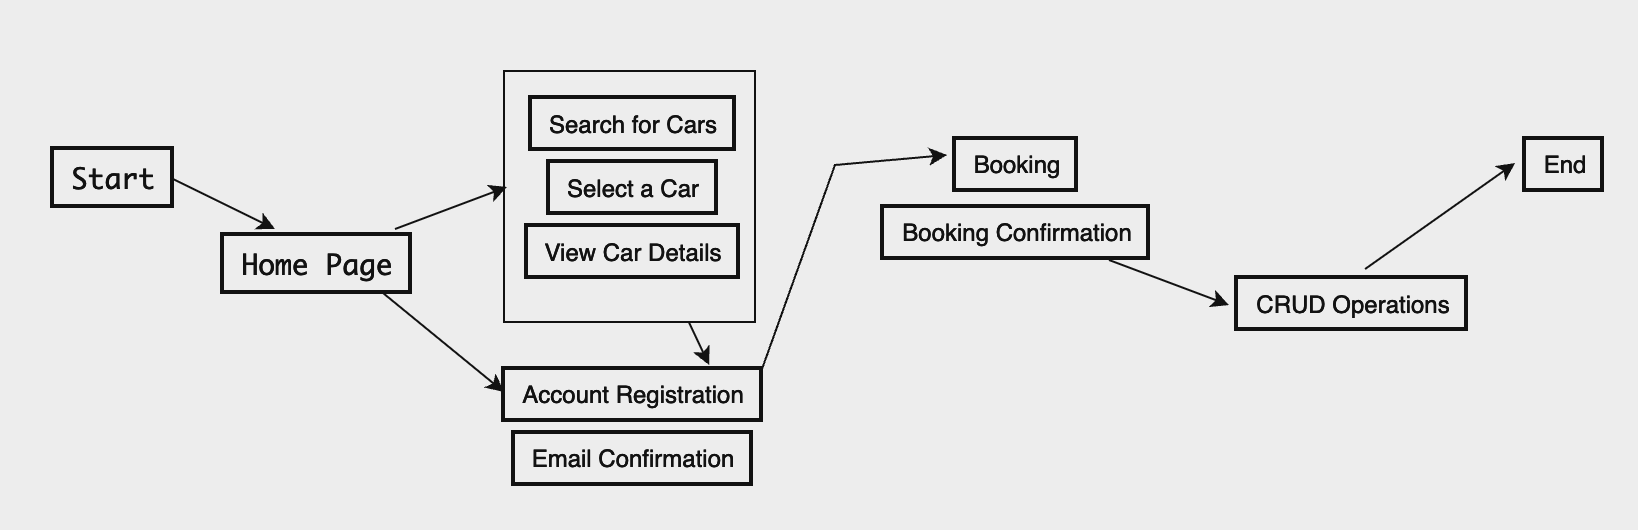 Start
Home Page
Search for Cars
Select a Car
View Car Details
Account Registration
Email Confirmation
Booking
Booking Confirmation
CRUD Operations
End